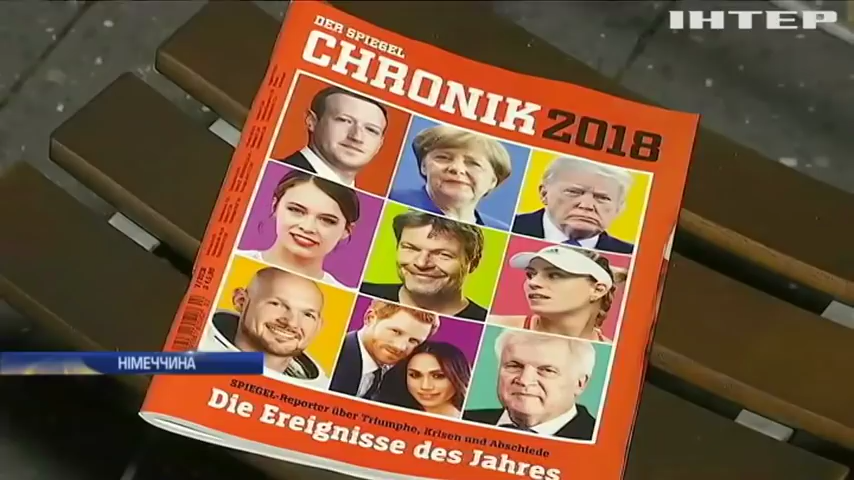 ІНТЕР
DER SPIEGEL
CHRONIK 2018
НІМЕЧЧИНА
SPIEGEL-Reporter über Triumphe, Krisen und Abschiede
Die Ereignisse des Jahres